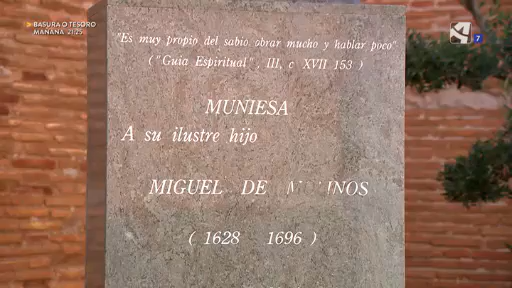 BASURA O TESORO
MAÑANA 21:25
7
"Es muy propio del sabio obrar mucho y hablar poco"
("Guia Espiritual", III, c XVII 153)
MUNIESA
A su ilustre hijo
MIGUEL DE
(1628 1696)